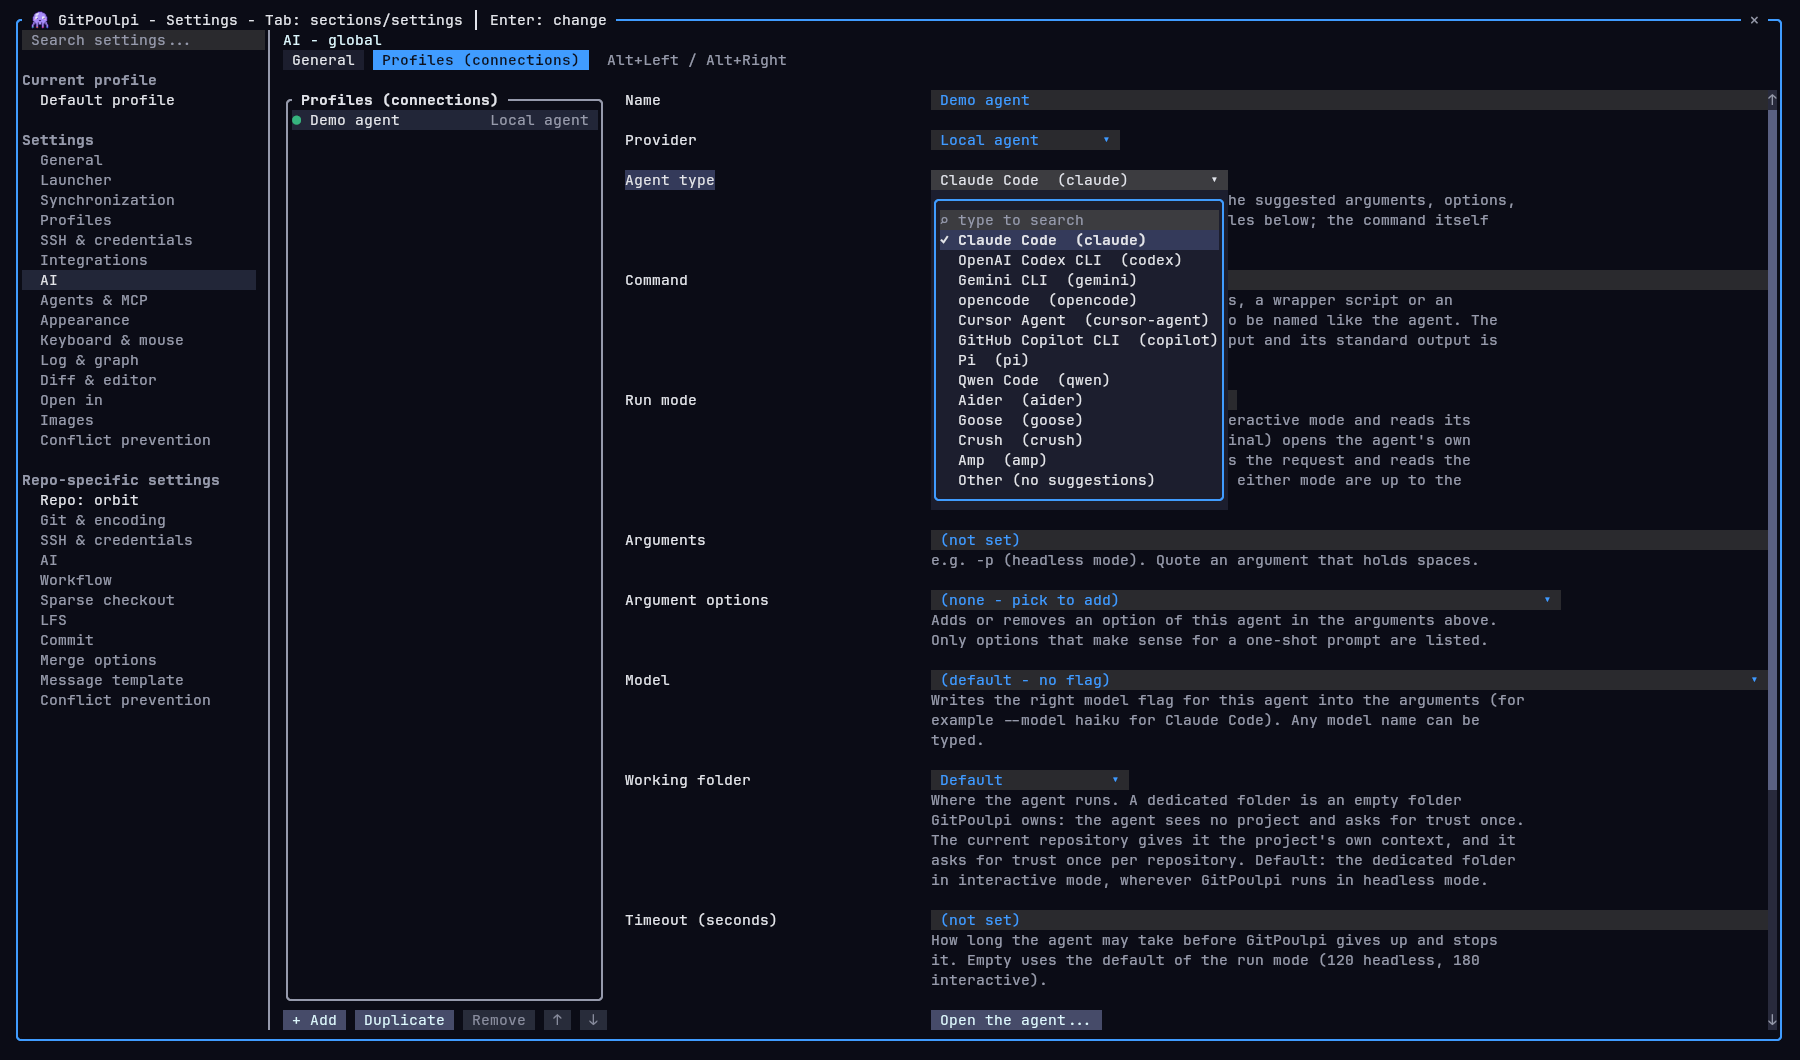 GitPoulpi - Settings - Tab: sections/settings | Enter: change ×
Search settings...
Current profile
Default profile
Settings
General
Launcher
Synchronization
Profiles
SSH & credentials
Integrations
AI
Agents & MCP
Appearance
Keyboard & mouse
Log & graph
Diff & editor
Open in
Images
Conflict prevention
Repo-specific settings
Repo: orbit
Git & encoding
SSH & credentials
AI
Workflow
Sparse checkout
LFS
Commit
Merge options
Message template
Conflict prevention
AI - global
General Profiles (connections) Alt+Left / Alt+Right
Profiles (connections)
● Demo agent Local agent
+ Add Duplicate Remove ↑ ↓
Name Demo agent ↑
Provider Local agent ▾
Agent type Claude Code (claude) ▾
he suggested arguments, options,
les below; the command itself
⌕ type to search
✓ Claude Code (claude)
OpenAI Codex CLI (codex)
Gemini CLI (gemini)
opencode (opencode)
Cursor Agent (cursor-agent)
GitHub Copilot CLI (copilot)
Pi (pi)
Qwen Code (qwen)
Aider (aider)
Goose (goose)
Crush (crush)
Amp (amp)
Other (no suggestions)
Command
s, a wrapper script or an
o be named like the agent. The
put and its standard output is
Run mode
eractive mode and reads its
inal) opens the agent's own
s the request and reads the
either mode are up to the
Arguments (not set)
e.g. -p (headless mode). Quote an argument that holds spaces.
Argument options (none - pick to add) ▾
Adds or removes an option of this agent in the arguments above.
Only options that make sense for a one-shot prompt are listed.
Model (default - no flag) ▾
Writes the right model flag for this agent into the arguments (for
example --model haiku for Claude Code). Any model name can be
typed.
Working folder Default ▾
Where the agent runs. A dedicated folder is an empty folder
GitPoulpi owns: the agent sees no project and asks for trust once.
The current repository gives it the project's own context, and it
asks for trust once per repository. Default: the dedicated folder
in interactive mode, wherever GitPoulpi runs in headless mode.
Timeout (seconds) (not set)
How long the agent may take before GitPoulpi gives up and stops
it. Empty uses the default of the run mode (120 headless, 180
interactive).
Open the agent... ↓